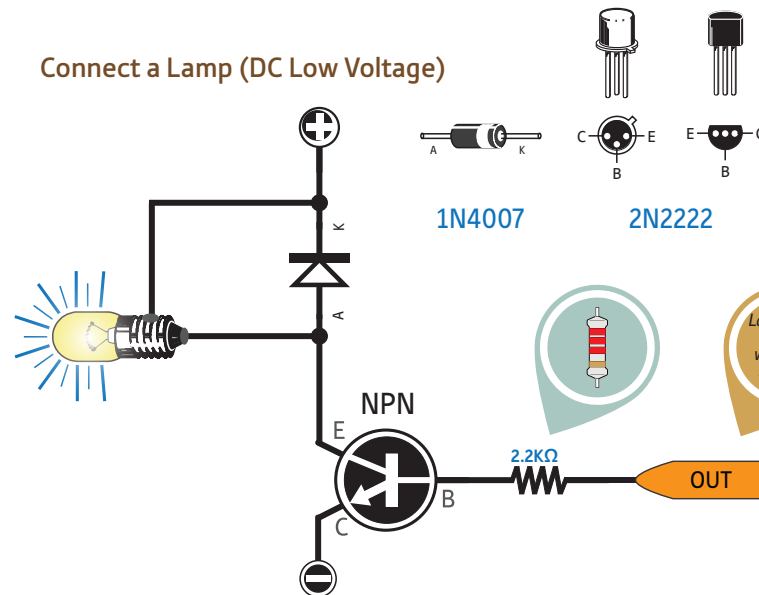 Connect a Lamp (DC Low Voltage)
A
K
C
E
B
E
B
1N4007
2N2222
K
A
NPN
E
C
B
2.2KΩ
OUT